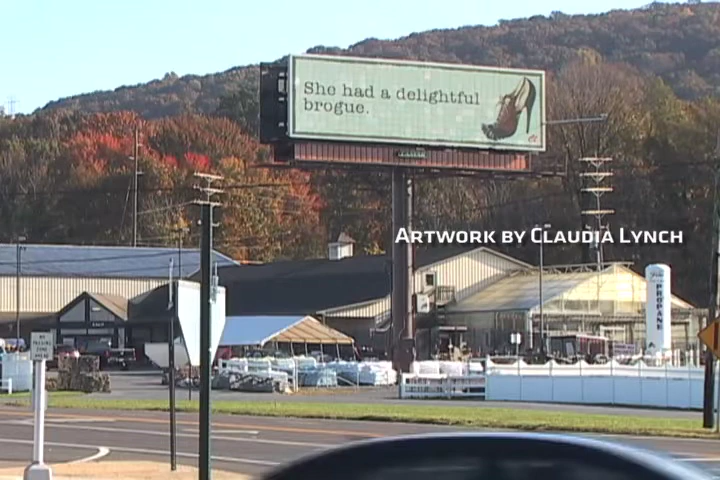 She had a delightful
brogue.
ARTWORK BY CLAUDIA LYNCH
PROPANE